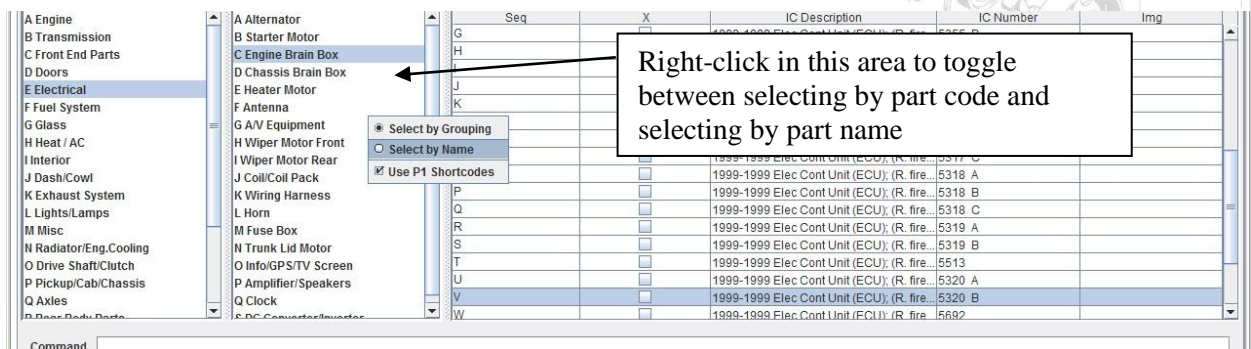 A Engine
B Transmission
C Front End Parts
D Doors
E Electrical
F Fuel System
G Glass
H Heat / AC
I Interior
J Dash/Cowl
K Exhaust System
L Lights/Lamps
M Misc
N Radiator/Eng.Cooling
O Drive Shaft/Clutch
P Pickup/Cab/Chassis
Q Axles
A Alternator
B Starter Motor
C Engine Brain Box
D Chassis Brain Box
E Heater Motor
F Antenna
G A/V Equipment
H Wiper Motor Front
I Wiper Motor Rear
J Coil/Coil Pack
K Wiring Harness
L Horn
M Fuse Box
N Trunk Lid Motor
O Info/GPS/TV Screen
P Amplifier/Speakers
Q Clock
Select by Grouping
Select by Name
Use P1 Shortcodes
Seq X IC Description IC Number Img
G
H
J
K
Right-click in this area to toggle
between selecting by part code and
selecting by part name
1999-1999 Elec Cont Unit (ECU); (R. fire... 5317 C
1999-1999 Elec Cont Unit (ECU); (R. fire... 5318 A
P 1999-1999 Elec Cont Unit (ECU); (R. fire... 5318 B
Q 1999-1999 Elec Cont Unit (ECU); (R. fire... 5318 C
R 1999-1999 Elec Cont Unit (ECU); (R. fire... 5319 A
S 1999-1999 Elec Cont Unit (ECU); (R. fire... 5319 B
T 1999-1999 Elec Cont Unit (ECU); (R. fire... 5513
U 1999-1999 Elec Cont Unit (ECU); (R. fire... 5320 A
V 1999-1999 Elec Cont Unit (ECU); (R. fire... 5320 B
W 1999-1999 Elec Cont Unit (ECU); (R. fire... 5692
Command